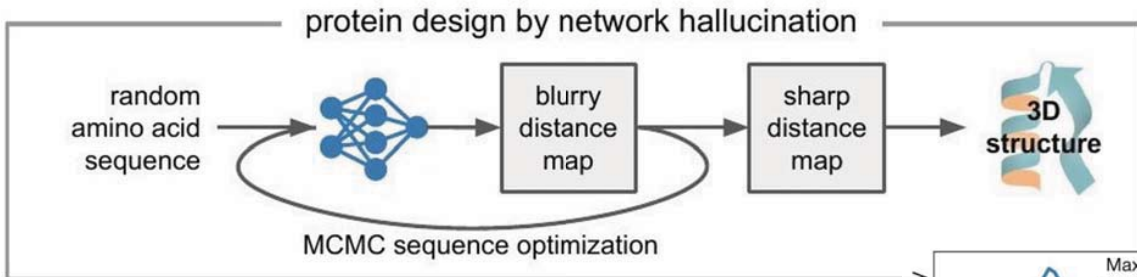 protein design by network hallucination
random
amino acid
sequence
blurry
distance
map
sharp
distance
map
3D
structure
MCMC sequence optimization
Max